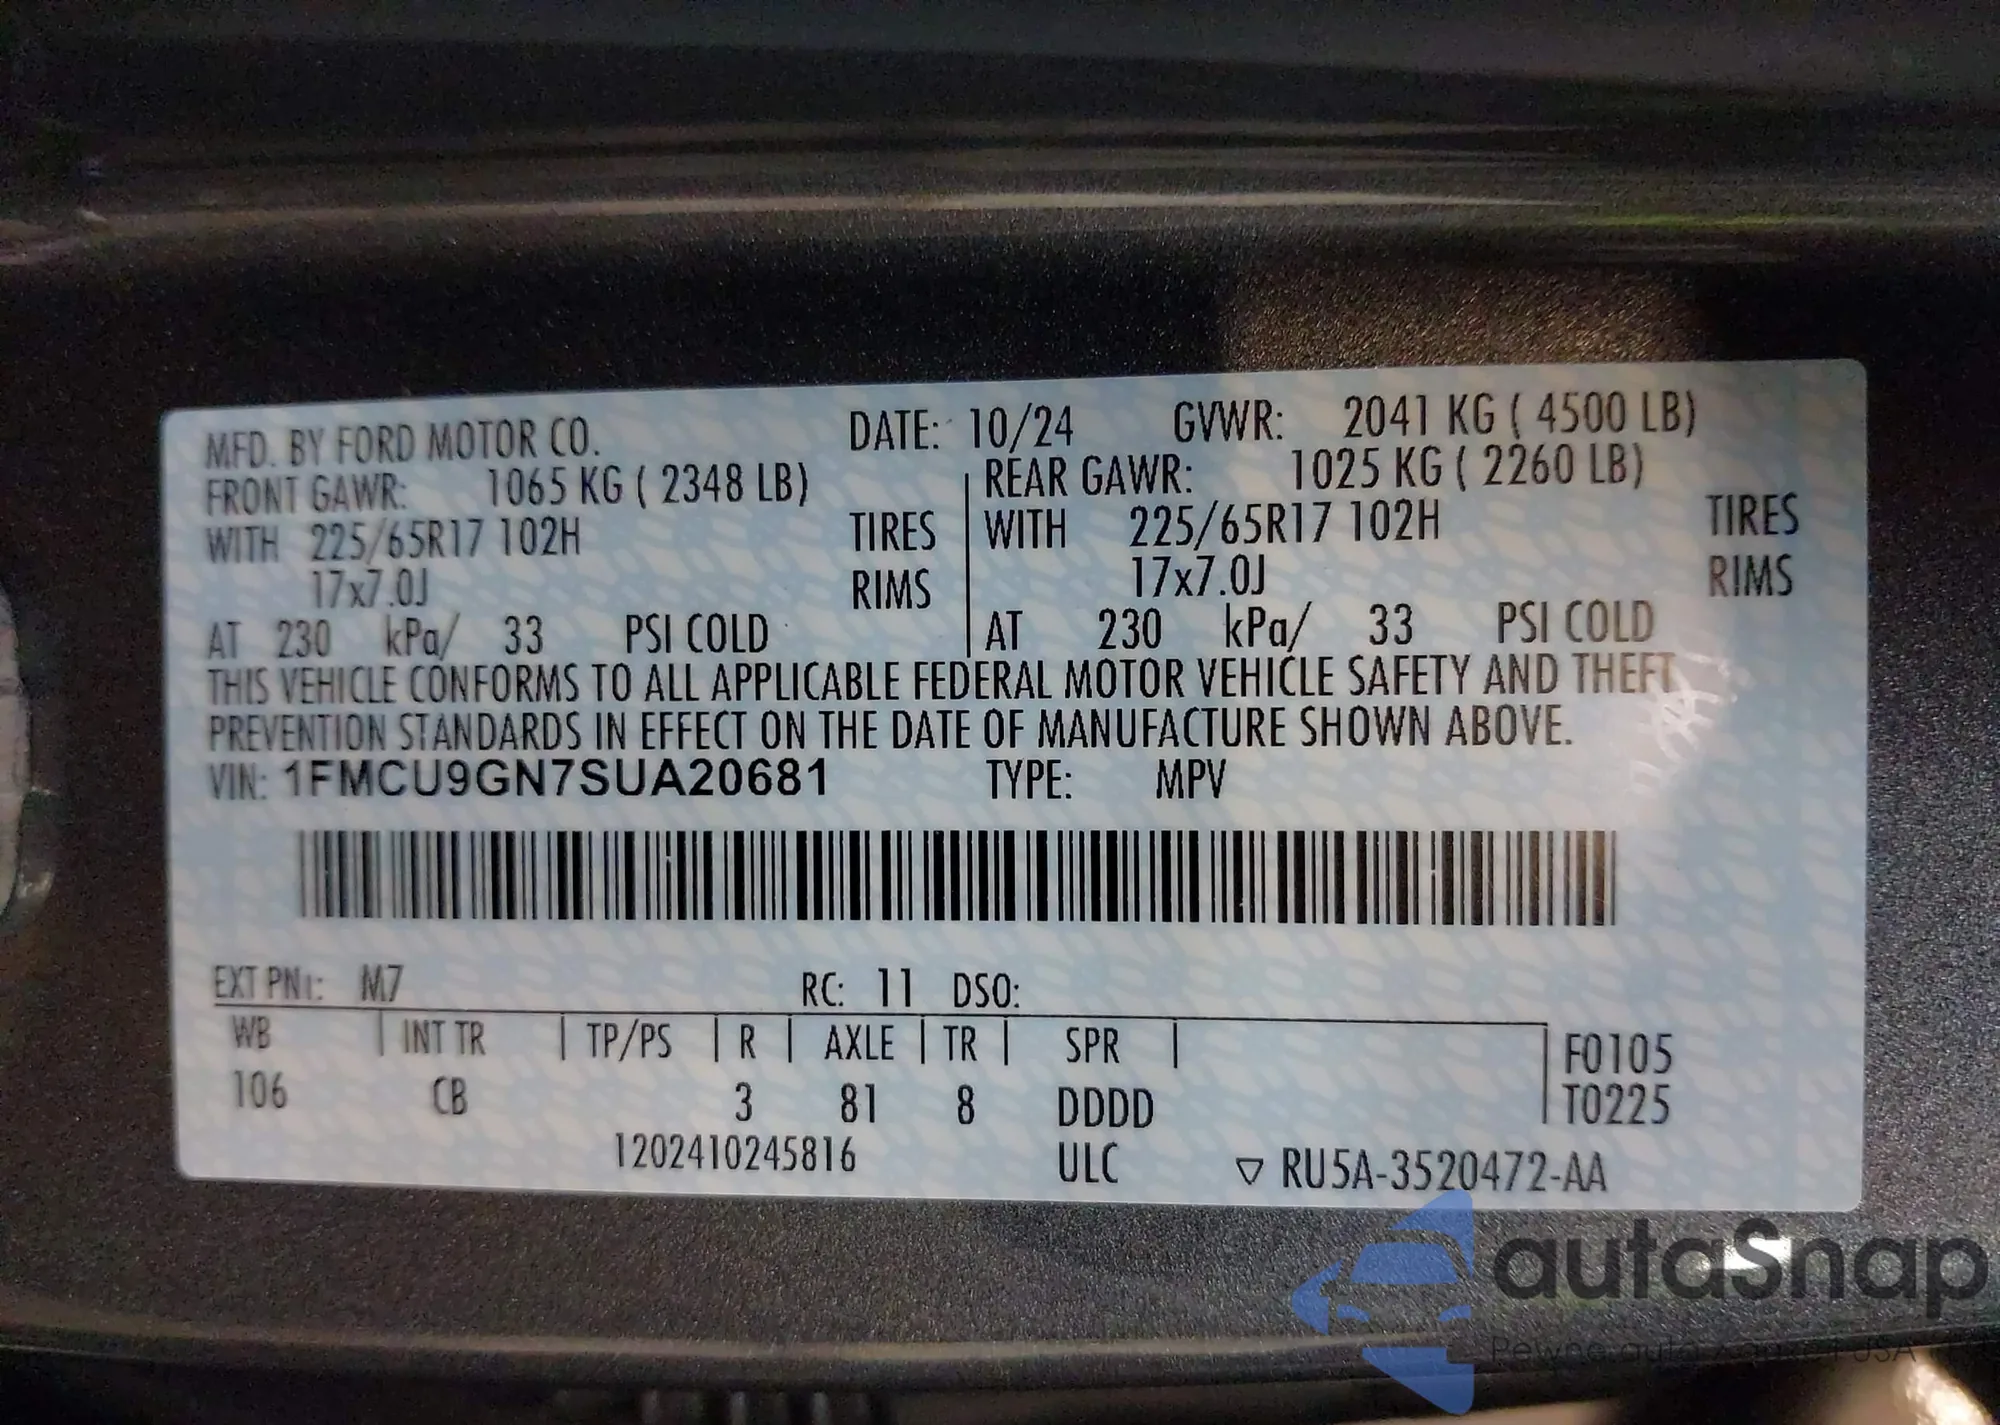 MFD. BY FORD MOTOR CO. DATE: 10/24 GVWR: 2041 KG ( 4500 LB)
FRONT GAWR: 1065 KG ( 2348 LB) REAR GAWR: 1025 KG ( 2260 LB)
WITH 225/65R17 102H TIRES WITH 225/65R17 102H TIRES
17x7.0J RIMS 17x7.0J RIMS
AT 230 kPa/ 33 PSI COLD AT 230 kPa/ 33 PSI COLD
THIS VEHICLE CONFORMS TO ALL APPLICABLE FEDERAL MOTOR VEHICLE SAFETY AND THEFT
PREVENTION STANDARDS IN EFFECT ON THE DATE OF MANUFACTURE SHOWN ABOVE.
VIN: 1FMCU9GN7SUA20681 TYPE: MPV
EXT PNT: M7 RC: 11 DSO:
WB INT TR TP/PS R AXLE TR SPR F0105
106 CB 3 81 8 DDDD T0225
1202410245816 ULC ▽ RU5A-3520472-AA
autaSnap
Pewne auta z USA